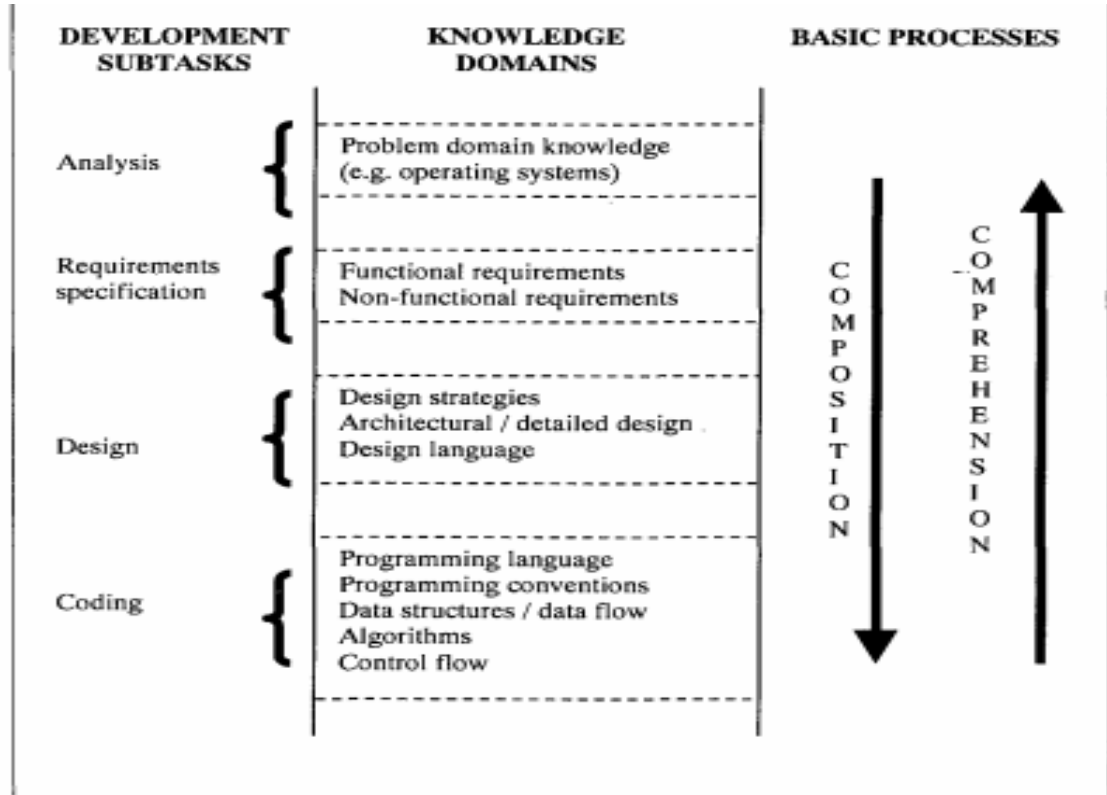 DEVELOPMENT
SUBTASKS
KNOWLEDGE
DOMAINS
BASIC PROCESSES
Analysis
Problem domain knowledge
(e.g. operating systems)
Requirements
specification
Functional requirements
Non-functional requirements
Design
Design strategies
Architectural / detailed design
Design language
Coding
Programming language
Programming conventions
Data structures / data flow
Algorithms
Control flow
COMPOSITION
COMPREHENSION